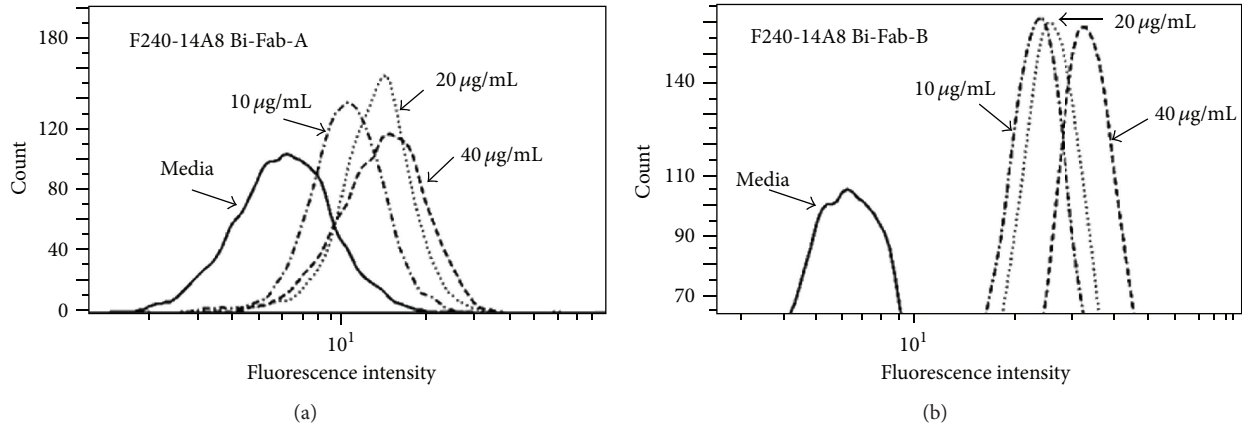 F240-14A8 Bi-Fab-A
180
120
80
40
0
Count
Media
10 µg/mL
20 µg/mL
40 µg/mL
10¹
Fluorescence intensity
(a)
F240-14A8 Bi-Fab-B
140
110
90
70
Count
Media
10 µg/mL
20 µg/mL
40 µg/mL
10¹
Fluorescence intensity
(b)